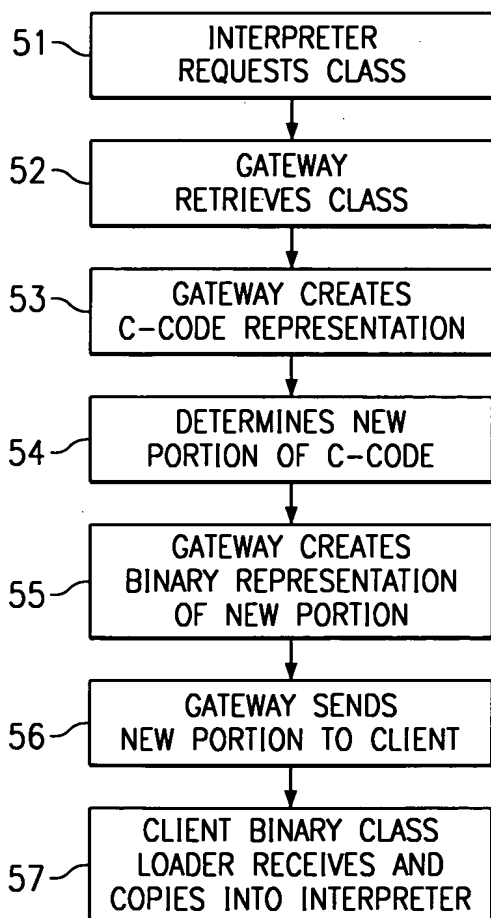 51
INTERPRETER
REQUESTS CLASS
52
GATEWAY
RETRIEVES CLASS
53
GATEWAY CREATES
C-CODE REPRESENTATION
54
DETERMINES NEW
PORTION OF C-CODE
55
GATEWAY CREATES
BINARY REPRESENTATION
OF NEW PORTION
56
GATEWAY SENDS
NEW PORTION TO CLIENT
57
CLIENT BINARY CLASS
LOADER RECEIVES AND
COPIES INTO INTERPRETER